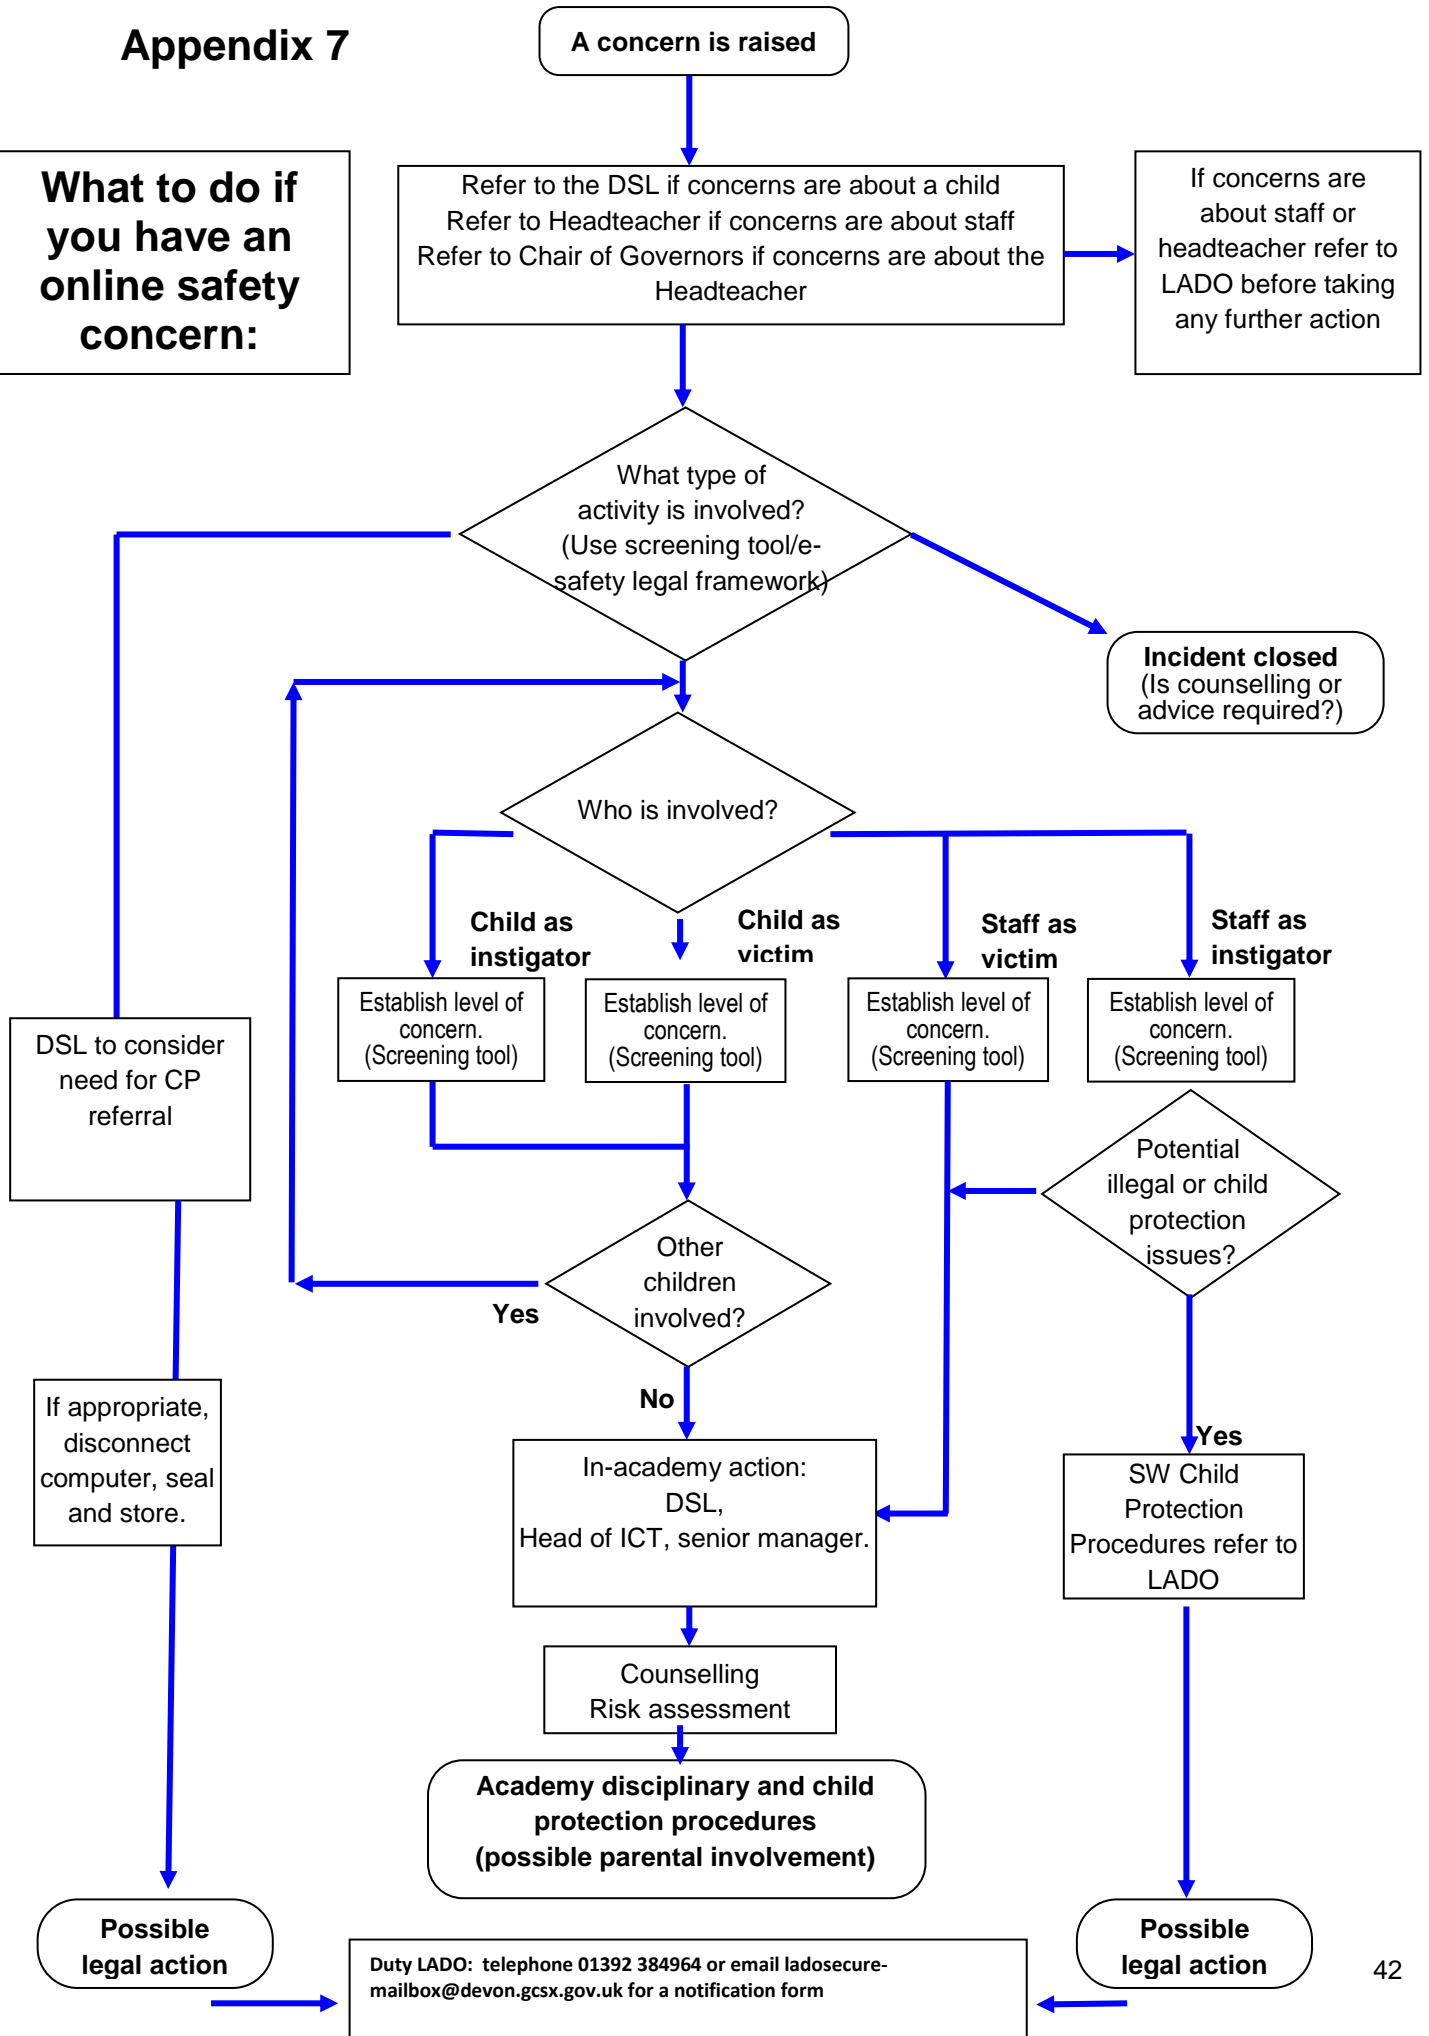 Appendix 7
A concern is raised
What to do if
you have an
online safety
concern:
Refer to the DSL if concerns are about a child
Refer to Headteacher if concerns are about staff
Refer to Chair of Governors if concerns are about the
Headteacher
If concerns are
about staff or
headteacher refer to
LADO before taking
any further action
What type of
activity is involved?
(Use screening tool/e-
safety legal framework)
Incident closed
(Is counselling or
advice required?)
Who is involved?
Child as
instigator
Child as
victim
Staff as
victim
Staff as
instigator
Establish level of
concern.
(Screening tool)
Establish level of
concern.
(Screening tool)
Establish level of
concern.
(Screening tool)
Establish level of
concern.
(Screening tool)
DSL to consider
need for CP
referral
Potential
illegal or child
protection
issues?
Other
children
involved?
Yes
No
If appropriate,
disconnect
computer, seal
and store.
Yes
In-academy action:
DSL,
Head of ICT, senior manager.
SW Child
Protection
Procedures refer to
LADO
Counselling
Risk assessment
Academy disciplinary and child
protection procedures
(possible parental involvement)
Possible
legal action
Possible
legal action
Duty LADO:  telephone 01392 384964 or email ladosecure-
mailbox@devon.gcsx.gov.uk for a notification form
42